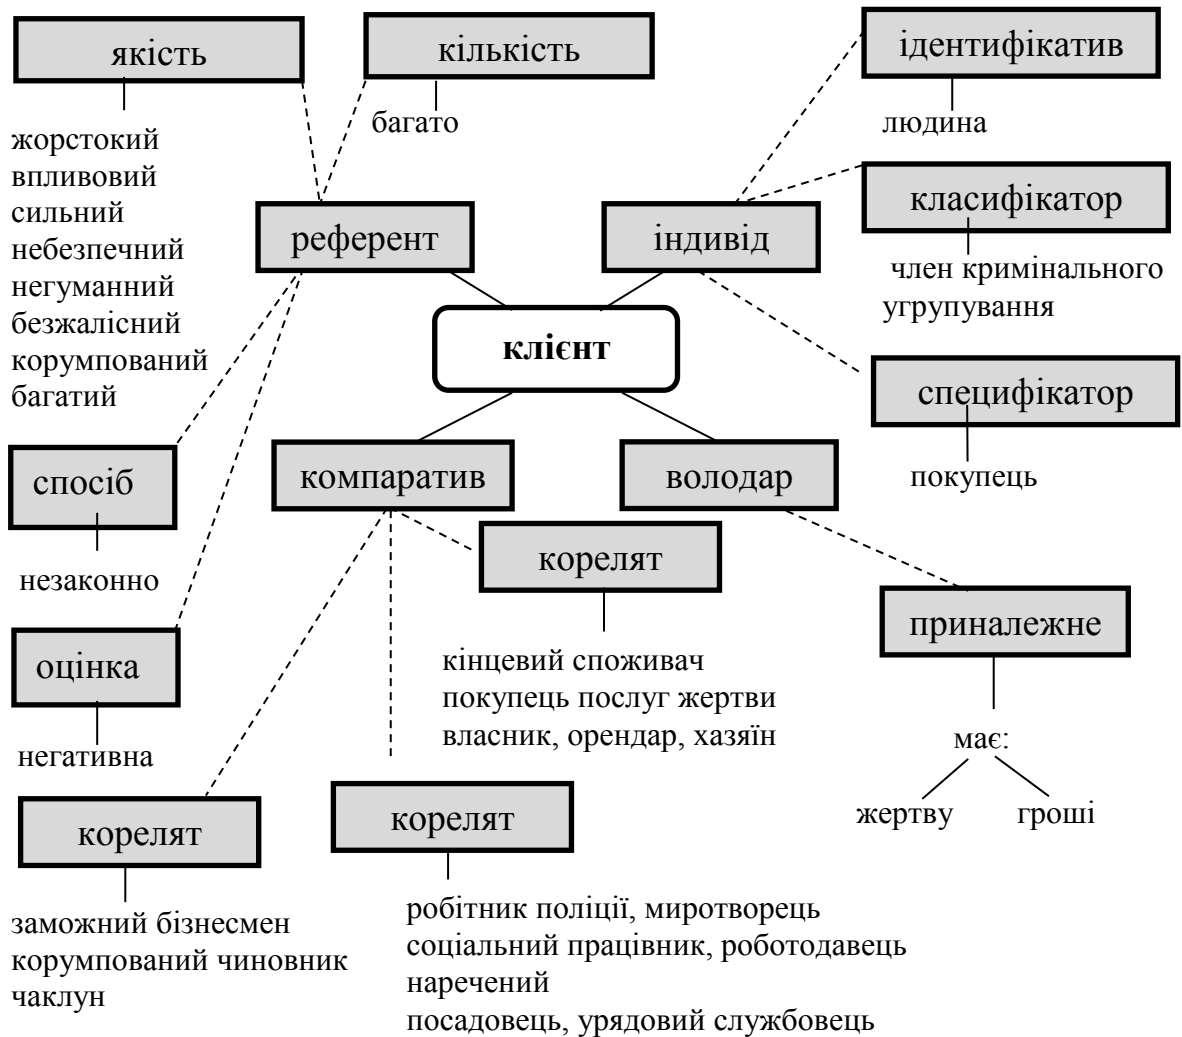 якість
кількість
ідентифікатив
багато
людина
жорстокий
впливовий
сильний
небезпечний
негуманний
безжалісний
корумпований
багатий
класифікатор
референт
індивід
член кримінального
угрупування
клієнт
специфікатор
спосіб
компаратив
володар
покупець
корелят
незаконно
приналежне
оцінка
кінцевий споживач
покупець послуг жертви
власник, орендар, хазяїн
негативна
має:
жертву
гроші
корелят
корелят
заможний бізнесмен
корумпований чиновник
чаклун
робітник поліції, миротворець
соціальний працівник, роботодавець
наречений
посадовець, урядовий службовець